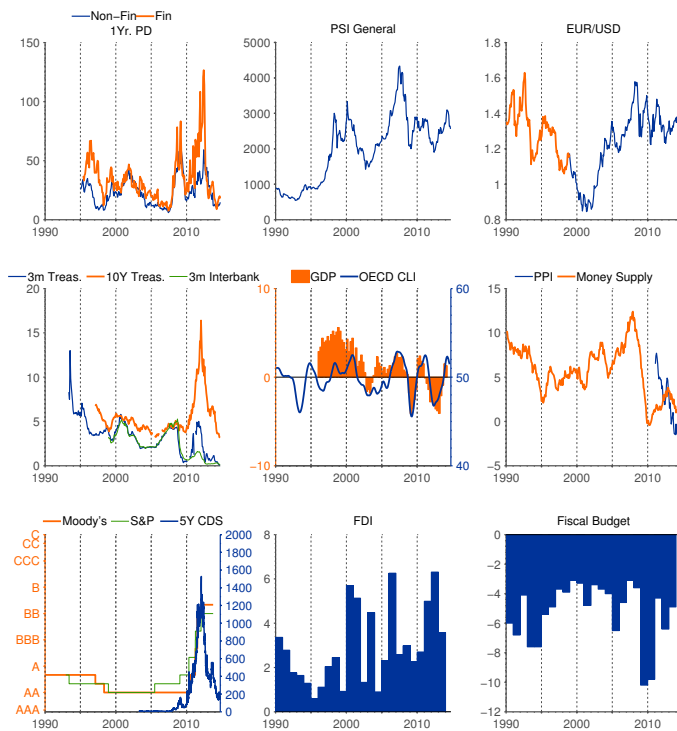 Non−Fin Fin
1Yr. PD
150
100
50
0
1990 2000 2010
PSI General
5000
4000
3000
2000
1000
0
1990 2000 2010
EUR/USD
1.8
1.6
1.4
1.2
1
0.8
1990 2000 2010
3m Treas. 10Y Treas. 3m Interbank
20
15
10
5
0
1990 2000 2010
GDP OECD CLI
10 60
0 50
−10 40
1990 2000 2010
PPI Money Supply
20
15
10
5
0
−5
1990 2000 2010
Moody's S&P 5Y CDS
C
CC
CCC
B
BB
BBB
A
AA
AAA
2000
1800
1600
1400
1200
1000
800
600
400
200
0
1990 2000 2010
FDI
8
6
4
2
0
1990 2000 2010
Fiscal Budget
0
−2
−4
−6
−8
−10
−12
1990 2000 2010